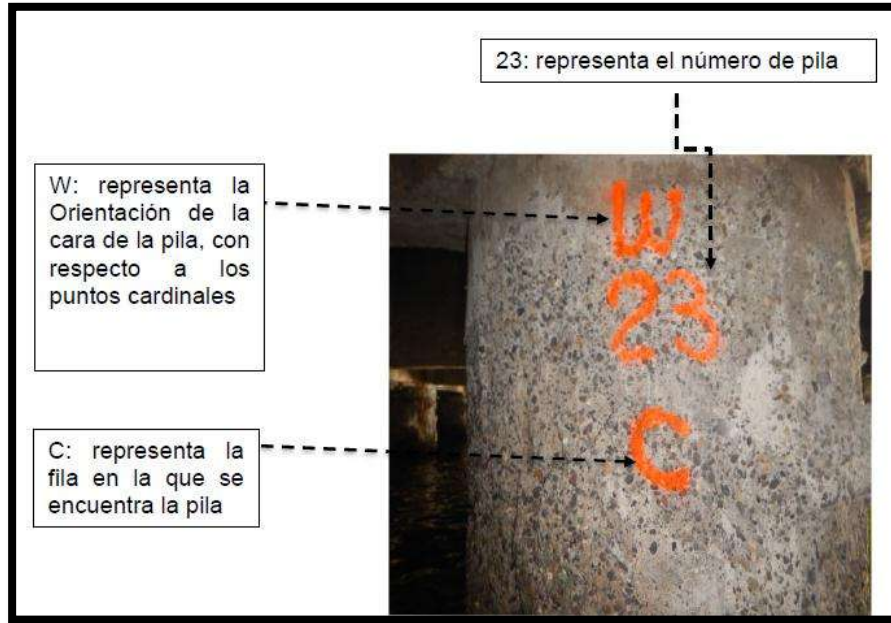 23: representa el número de pila
W: representa la
Orientación de la
cara de la pila, con
respecto a los
puntos cardinales
W
23
C
C: representa la
fila en la que se
encuentra la pila